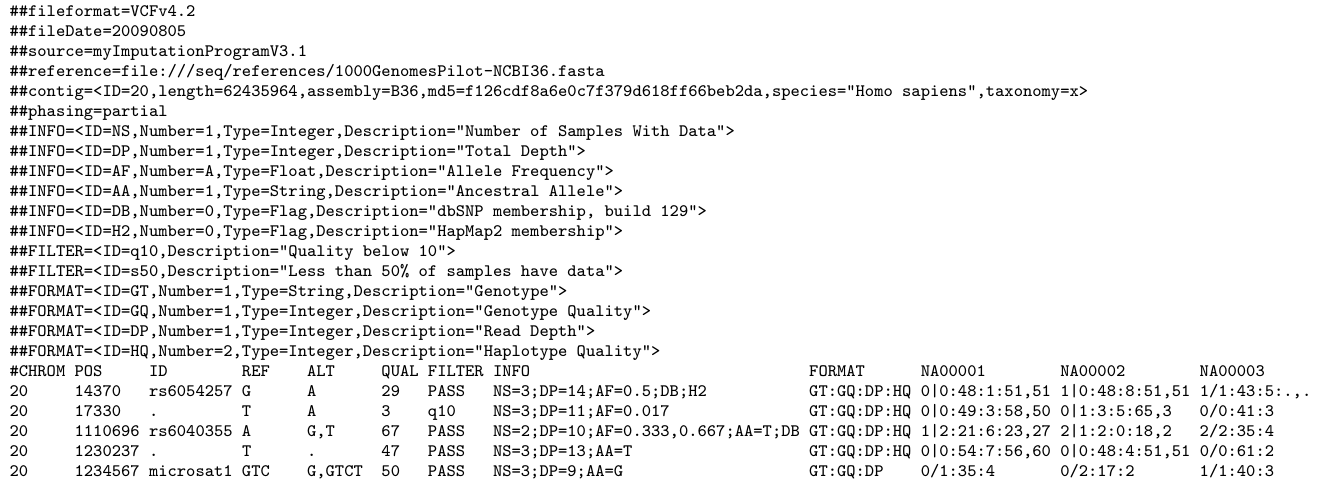 ##fileformat=VCFv4.2
##fileDate=20090805
##source=myImputationProgramV3.1
##reference=file:///seq/references/1000GenomesPilot-NCBI36.fasta
##contig=<ID=20,length=62435964,assembly=B36,md5=f126cdf8a6e0c7f379d618ff66beb2da,species="Homo sapiens",taxonomy=x>
##phasing=partial
##INFO=<ID=NS,Number=1,Type=Integer,Description="Number of Samples With Data">
##INFO=<ID=DP,Number=1,Type=Integer,Description="Total Depth">
##INFO=<ID=AF,Number=A,Type=Float,Description="Allele Frequency">
##INFO=<ID=AA,Number=1,Type=String,Description="Ancestral Allele">
##INFO=<ID=DB,Number=0,Type=Flag,Description="dbSNP membership, build 129">
##INFO=<ID=H2,Number=0,Type=Flag,Description="HapMap2 membership">
##FILTER=<ID=q10,Description="Quality below 10">
##FILTER=<ID=s50,Description="Less than 50% of samples have data">
##FORMAT=<ID=GT,Number=1,Type=String,Description="Genotype">
##FORMAT=<ID=GQ,Number=1,Type=Integer,Description="Genotype Quality">
##FORMAT=<ID=DP,Number=1,Type=Integer,Description="Read Depth">
##FORMAT=<ID=HQ,Number=2,Type=Integer,Description="Haplotype Quality">
#CHROM POS     ID        REF    ALT     QUAL FILTER INFO                              FORMAT      NA00001        NA00002        NA00003
20     14370   rs6054257 G      A       29   PASS   NS=3;DP=14;AF=0.5;DB;H2           GT:GQ:DP:HQ 0|0:48:1:51,51 1|0:48:8:51,51 1/1:43:5:.,.
20     17330   .         T      A       3    q10    NS=3;DP=11;AF=0.017               GT:GQ:DP:HQ 0|0:49:3:58,50 0|1:3:5:65,3   0/0:41:3
20     1110696 rs6040355 A      G,T     67   PASS   NS=2;DP=10;AF=0.333,0.667;AA=T;DB GT:GQ:DP:HQ 1|2:21:6:23,27 2|1:2:0:18,2   2/2:35:4
20     1230237 .         T      .       47   PASS   NS=3;DP=13;AA=T                   GT:GQ:DP:HQ 0|0:54:7:56,60 0|0:48:4:51,51 0/0:61:2
20     1234567 microsat1 GTC    G,GTCT  50   PASS   NS=3;DP=9;AA=G                    GT:GQ:DP    0/1:35:4       0/2:17:2       1/1:40:3